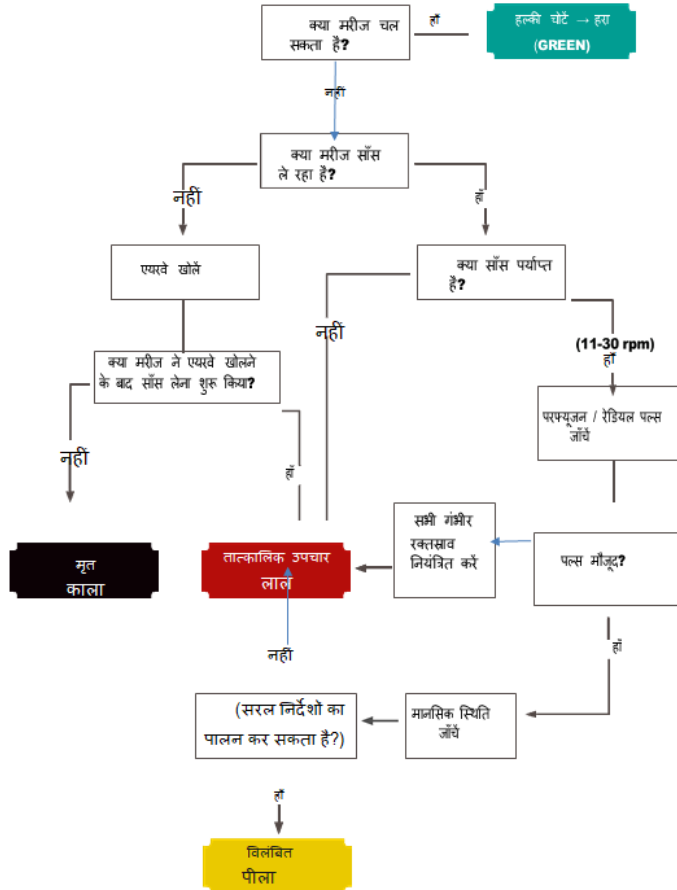 क्या मरीज चल
सकता है?
हाँ
हल्की चोटें → हरा
(GREEN)
नहीं
क्या मरीज साँस
ले रहा है?
नहीं
हाँ
एयरवे खोलें
क्या साँस पर्याप्त
है?
नहीं
(11-30 rpm)
हाँ
क्या मरीज ने एयरवे खोलने
के बाद साँस लेना शुरू किया?
परफ्यूजन / रेडियल पल्स
जाँचें
नहीं
हाँ
सभी गंभीर
रक्तस्राव
नियंत्रित करें
पल्स मौजूद?
मृत
काला
तात्कालिक उपचार
लाल
नहीं
हाँ
(सरल निर्देशों का
पालन कर सकता है?)
मानसिक स्थिति
जाँचें
हाँ
विलंबित
पीला